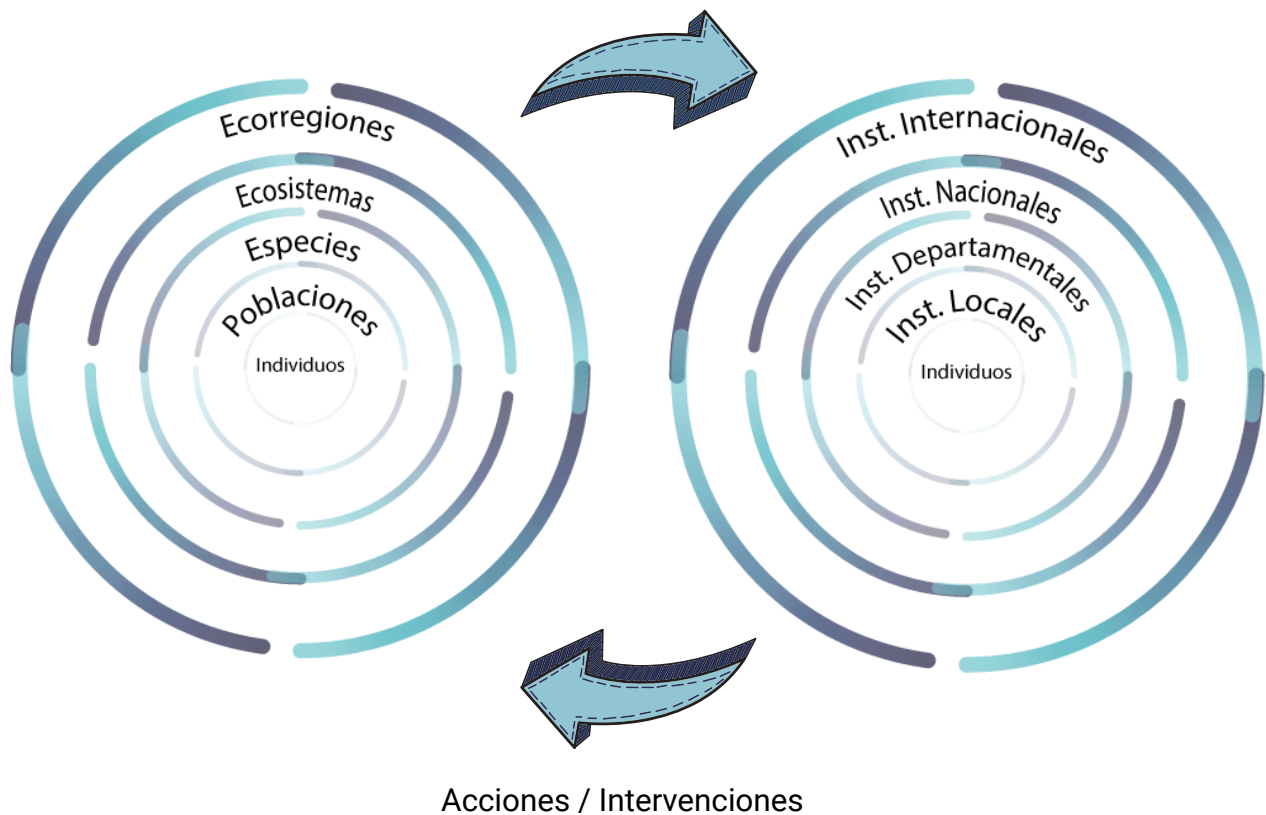 Ecorregiones
Ecosistemas
Especies
Poblaciones
Individuos
Inst. Internacionales
Inst. Nacionales
Inst. Departamentales
Inst. Locales
Individuos
Acciones / Intervenciones